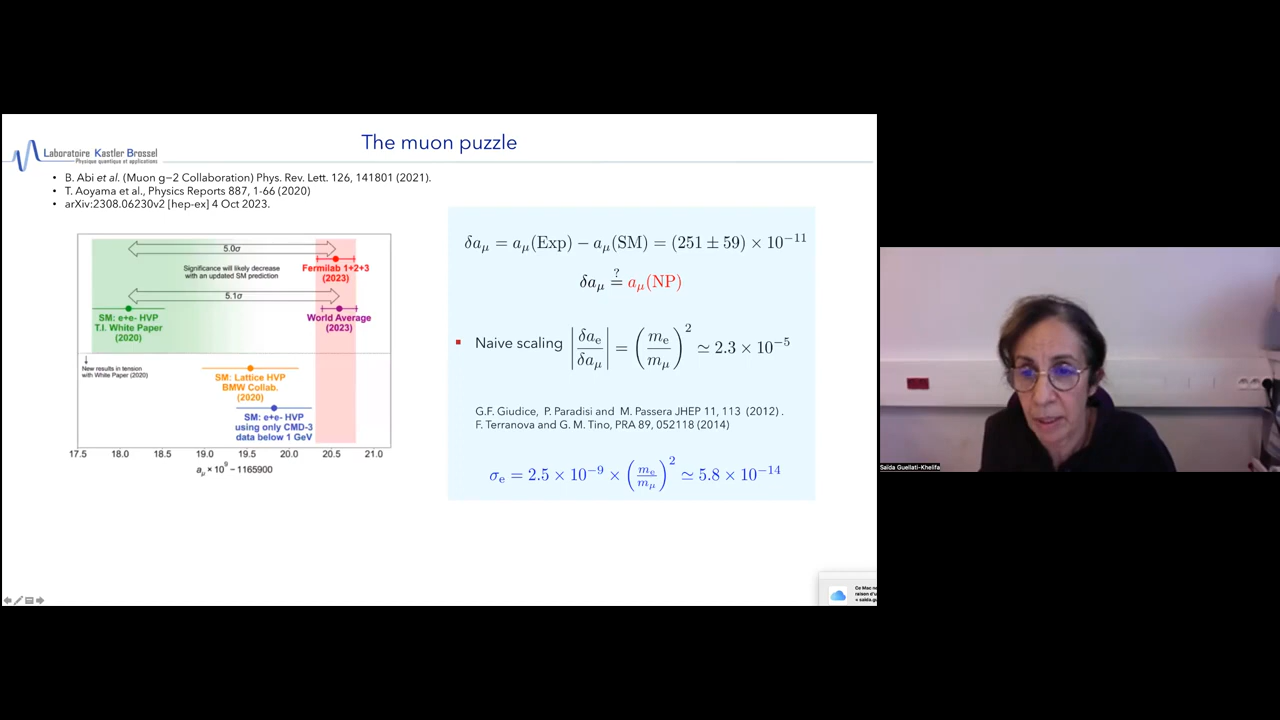 The muon puzzle
Laboratoire Kastler Brossel
Physique quantique et applications
• B. Abi et al. (Muon g−2 Collaboration) Phys. Rev. Lett. 126, 141801 (2021).
• T. Aoyama et al., Physics Reports 887, 1-66 (2020)
• arXiv:2308.06230v2 [hep-ex] 4 Oct 2023.
5.0σ
Significance will likely decrease
with an updated SM prediction
Fermilab 1+2+3
(2023)
5.1σ
SM: e+e- HVP
T.I. White Paper
(2020)
World Average
(2023)
New results in tension
with White Paper (2020)
SM: Lattice HVP
BMW Collab.
(2020)
SM: e+e- HVP
using only CMD-3
data below 1 GeV
17.5 18.0 18.5 19.0 19.5 20.0 20.5 21.0
aμ × 10⁹ − 1165900
δaμ = aμ(Exp) − aμ(SM) = (251 ± 59) × 10⁻¹¹
δaμ ≟ aμ(NP)
Naive scaling |δaₑ/δaμ| = (mₑ/mμ)² ≃ 2.3 × 10⁻⁵
G.F. Giudice, P. Paradisi and M. Passera JHEP 11, 113 (2012) .
F. Terranova and G. M. Tino, PRA 89, 052118 (2014)
σₑ = 2.5 × 10⁻⁹ × (mₑ/mμ)² ≃ 5.8 × 10⁻¹⁴
Ce Mac
raison d'u
Saïda Guellati-Khelifa